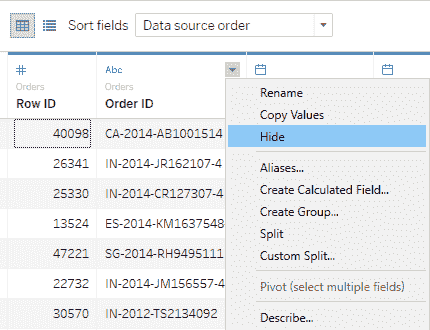 Sort fields Data source order
# Abc
Orders Orders
Row ID Order ID
40098 CA-2014-AB1001514
26341 IN-2014-JR162107-4
25330 IN-2014-CR127307-4
13524 ES-2014-KM1637548
47221 SG-2014-RH9495111
22732 IN-2014-JM156557-4
30570 IN-2012-TS2134092
Rename
Copy Values
Hide
Aliases...
Create Calculated Field...
Create Group...
Split
Custom Split...
Pivot (select multiple fields)
Describe...